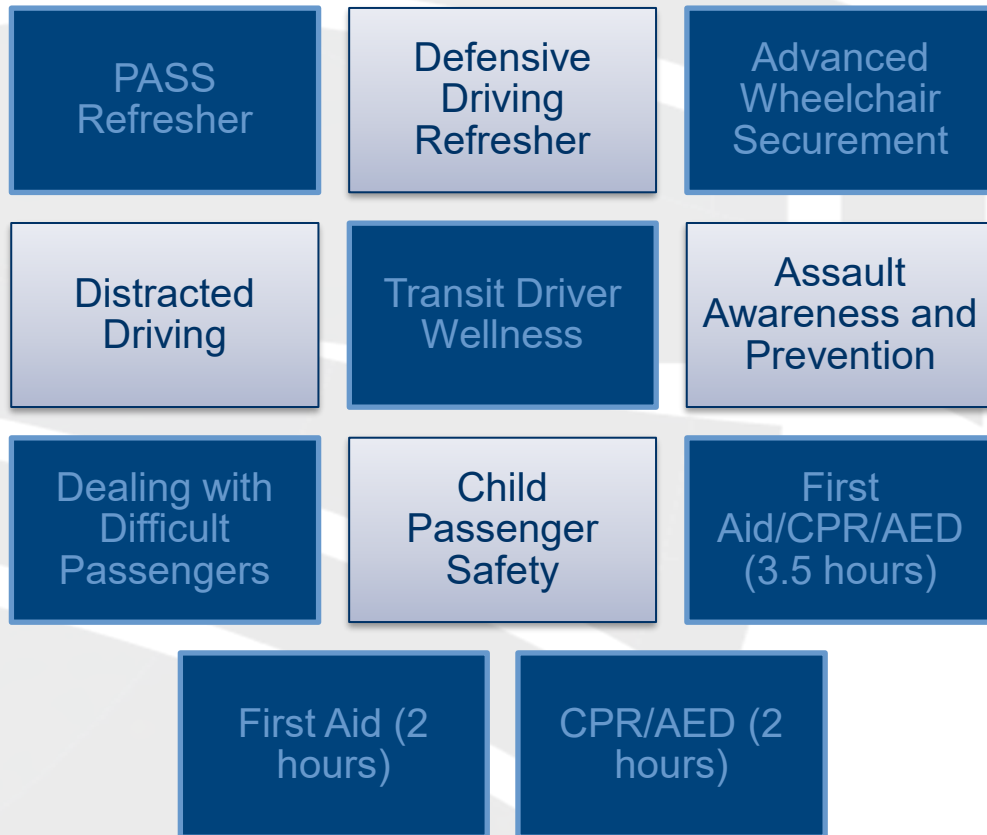 PASS
Refresher
Defensive
Driving
Refresher
Advanced
Wheelchair
Securement
Distracted
Driving
Transit Driver
Wellness
Assault
Awareness and
Prevention
Dealing with
Difficult
Passengers
Child
Passenger
Safety
First
Aid/CPR/AED
(3.5 hours)
First Aid (2
hours)
CPR/AED (2
hours)